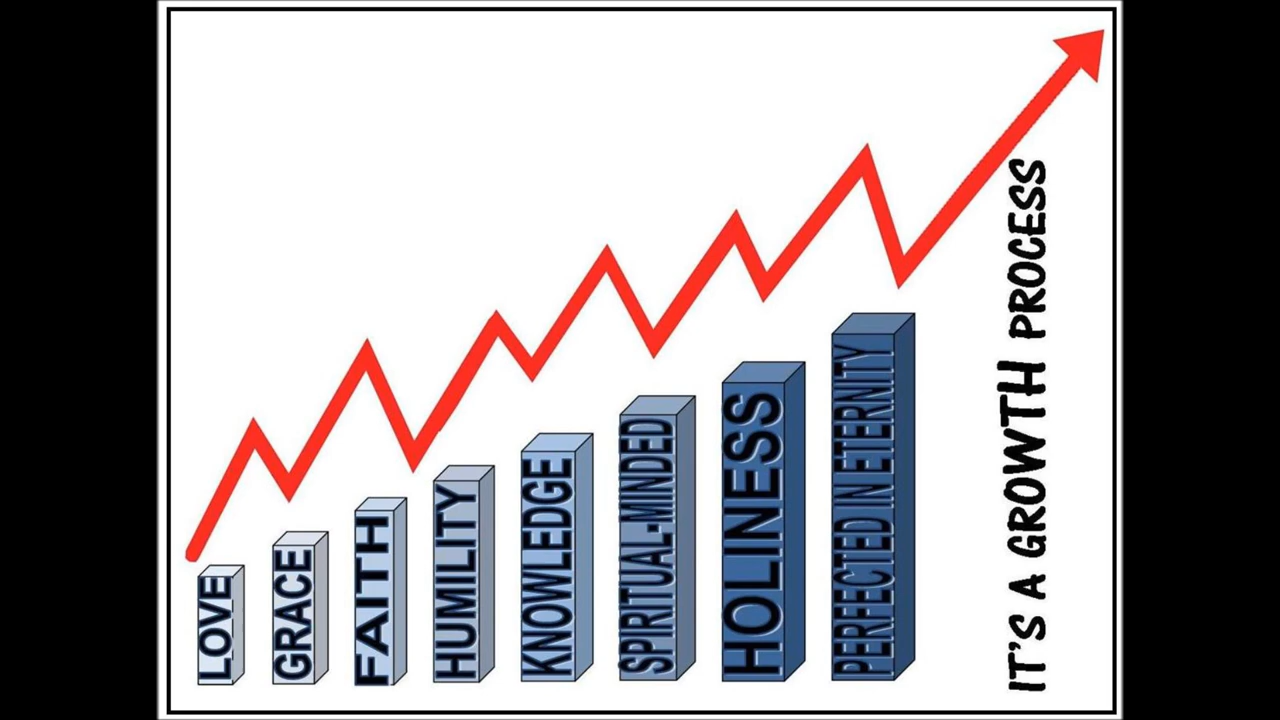 LOVE
GRACE
FAITH
HUMILITY
KNOWLEDGE
SPIRITUAL-MINDED
HOLINESS
PERFECTED IN ETERNITY
IT'S A GROWTH PROCESS